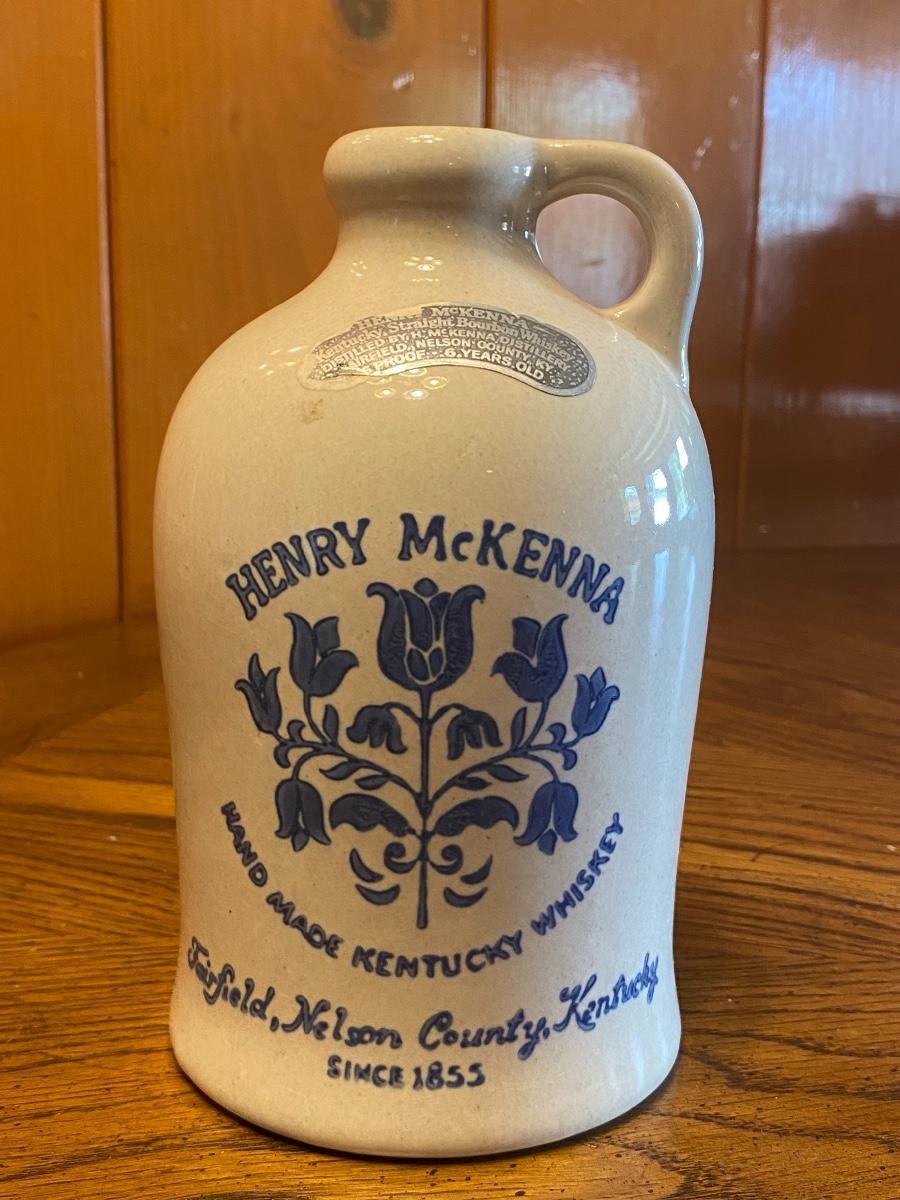 HENRY McKENNA
Kentucky Straight Bourbon Whiskey
DISTILLED BY H. McKENNA DISTILLERY
FAIRFIELD, NELSON COUNTY, KY.
PROOF 6 YEARS OLD
HENRY McKENNA
HAND MADE KENTUCKY WHISKEY
Fairfield, Nelson County, Kentucky
SINCE 1855